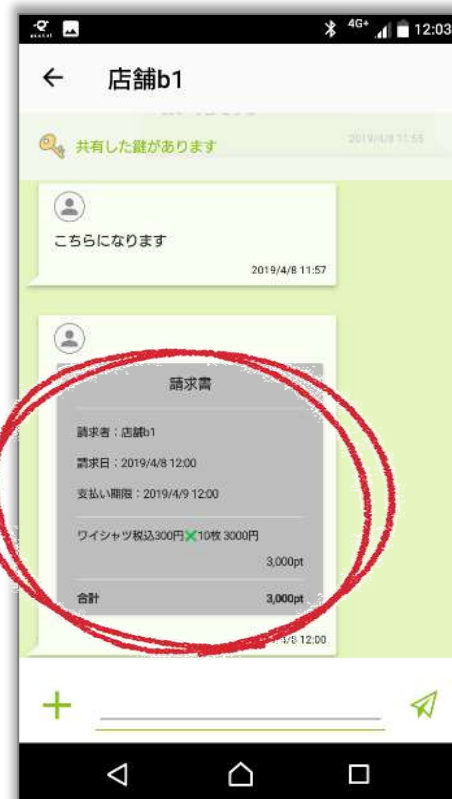 4G+ 12:03
← 店舗b1
2019/4/8 11:55
共有した鍵があります
こちらになります
2019/4/8 11:57
請求書
請求者：店舗b1
請求日：2019/4/8 12:00
支払い期限：2019/4/9 12:00
ワイシャツ税込300円❌10枚 3000円
3,000pt
合計 3,000pt
12:00